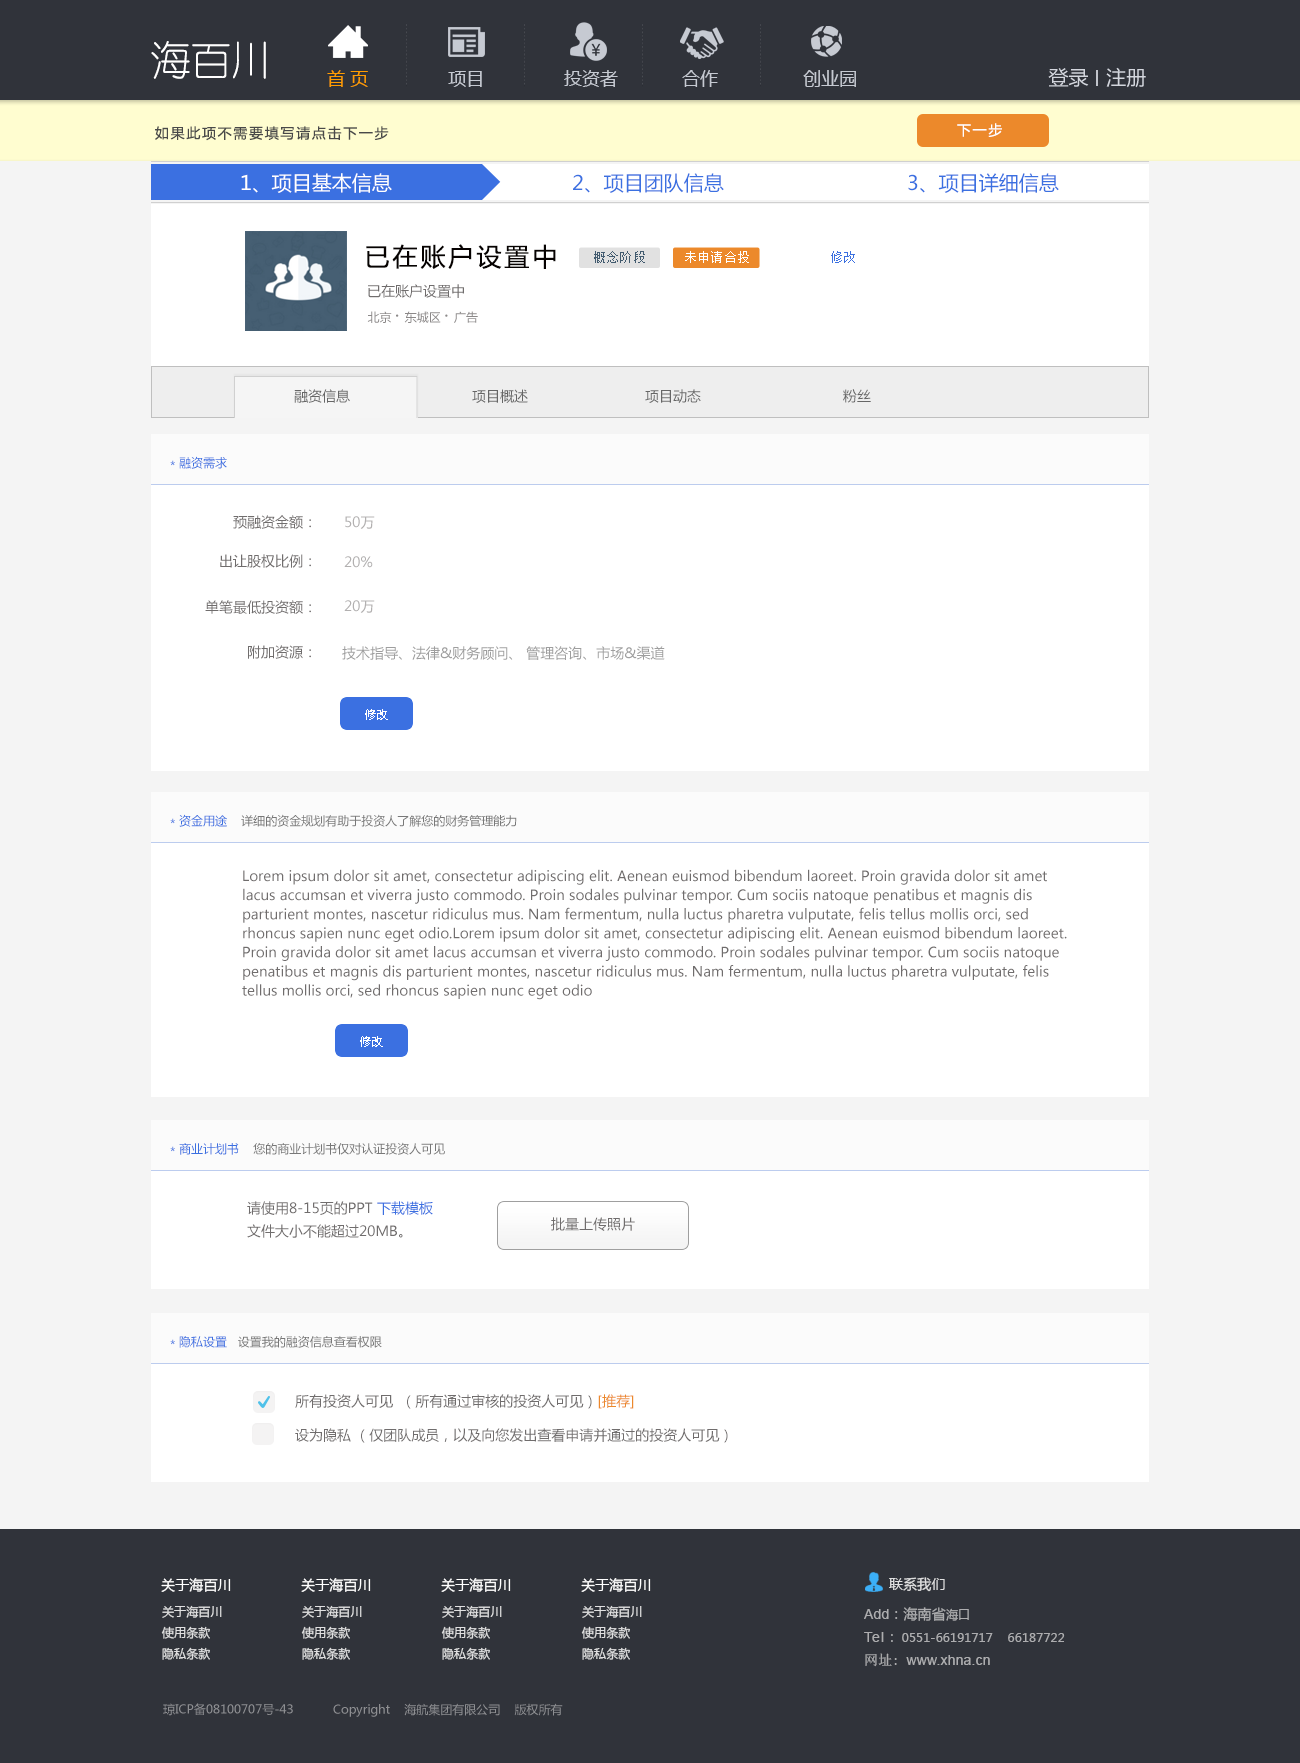 海百川
首 页
项目
投资者
合作
创业园
登录 | 注册
如果此项不需要填写请点击下一步
下一步
1、项目基本信息
2、项目团队信息
3、项目详细信息
已在账户设置中
概念阶段
未申请合投
修改
已在账户设置中
北京 · 东城区 · 广告
融资信息
项目概述
项目动态
粉丝
* 融资需求
预融资金额： 50万
出让股权比例： 20%
单笔最低投资额： 20万
附加资源： 技术指导、法律&财务顾问、 管理咨询、市场&渠道
修改
* 资金用途 详细的资金规划有助于投资人了解您的财务管理能力
Lorem ipsum dolor sit amet, consectetur adipiscing elit. Aenean euismod bibendum laoreet. Proin gravida dolor sit amet
lacus accumsan et viverra justo commodo. Proin sodales pulvinar tempor. Cum sociis natoque penatibus et magnis dis
parturient montes, nascetur ridiculus mus. Nam fermentum, nulla luctus pharetra vulputate, felis tellus mollis orci, sed
rhoncus sapien nunc eget odio.Lorem ipsum dolor sit amet, consectetur adipiscing elit. Aenean euismod bibendum laoreet.
Proin gravida dolor sit amet lacus accumsan et viverra justo commodo. Proin sodales pulvinar tempor. Cum sociis natoque
penatibus et magnis dis parturient montes, nascetur ridiculus mus. Nam fermentum, nulla luctus pharetra vulputate, felis
tellus mollis orci, sed rhoncus sapien nunc eget odio
修改
* 商业计划书 您的商业计划书仅对认证投资人可见
请使用8-15页的PPT 下载模板
文件大小不能超过20MB。
批量上传照片
* 隐私设置 设置我的融资信息查看权限
所有投资人可见 （所有通过审核的投资人可见）[推荐]
设为隐私（仅团队成员，以及向您发出查看申请并通过的投资人可见）
关于海百川
关于海百川
使用条款
隐私条款
关于海百川
关于海百川
使用条款
隐私条款
关于海百川
关于海百川
使用条款
隐私条款
关于海百川
关于海百川
使用条款
隐私条款
联系我们
Add：海南省海口
Tel： 0551-66191717 66187722
网址：www.xhna.cn
琼ICP备08100707号-43 Copyright 海航集团有限公司 版权所有